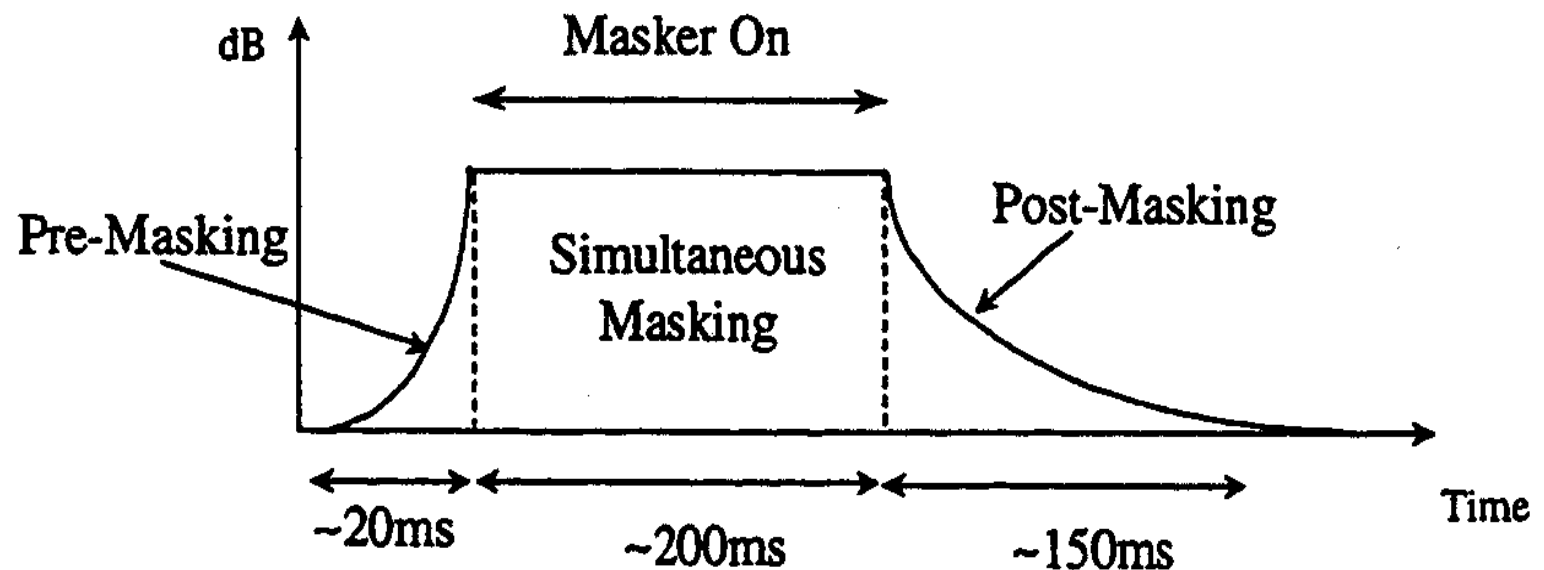 dB
Masker On
Pre-Masking
Simultaneous
Masking
Post-Masking
~20ms
~200ms
~150ms
Time